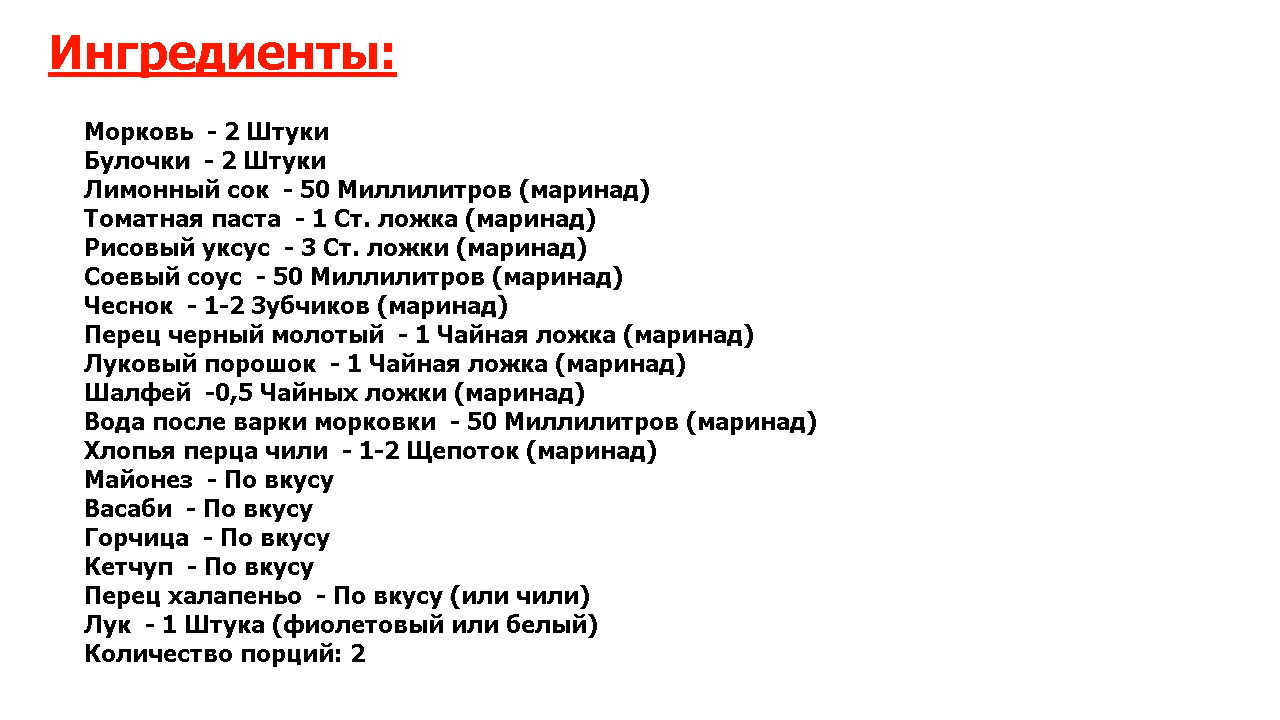 Ингредиенты:
Морковь - 2 Штуки
Булочки - 2 Штуки
Лимонный сок - 50 Миллилитров (маринад)
Томатная паста - 1 Ст. ложка (маринад)
Рисовый уксус - 3 Ст. ложки (маринад)
Соевый соус - 50 Миллилитров (маринад)
Чеснок - 1-2 Зубчиков (маринад)
Перец черный молотый - 1 Чайная ложка (маринад)
Луковый порошок - 1 Чайная ложка (маринад)
Шалфей -0,5 Чайных ложки (маринад)
Вода после варки морковки - 50 Миллилитров (маринад)
Хлопья перца чили - 1-2 Щепоток (маринад)
Майонез - По вкусу
Васаби - По вкусу
Горчица - По вкусу
Кетчуп - По вкусу
Перец халапеньо - По вкусу (или чили)
Лук - 1 Штука (фиолетовый или белый)
Количество порций: 2